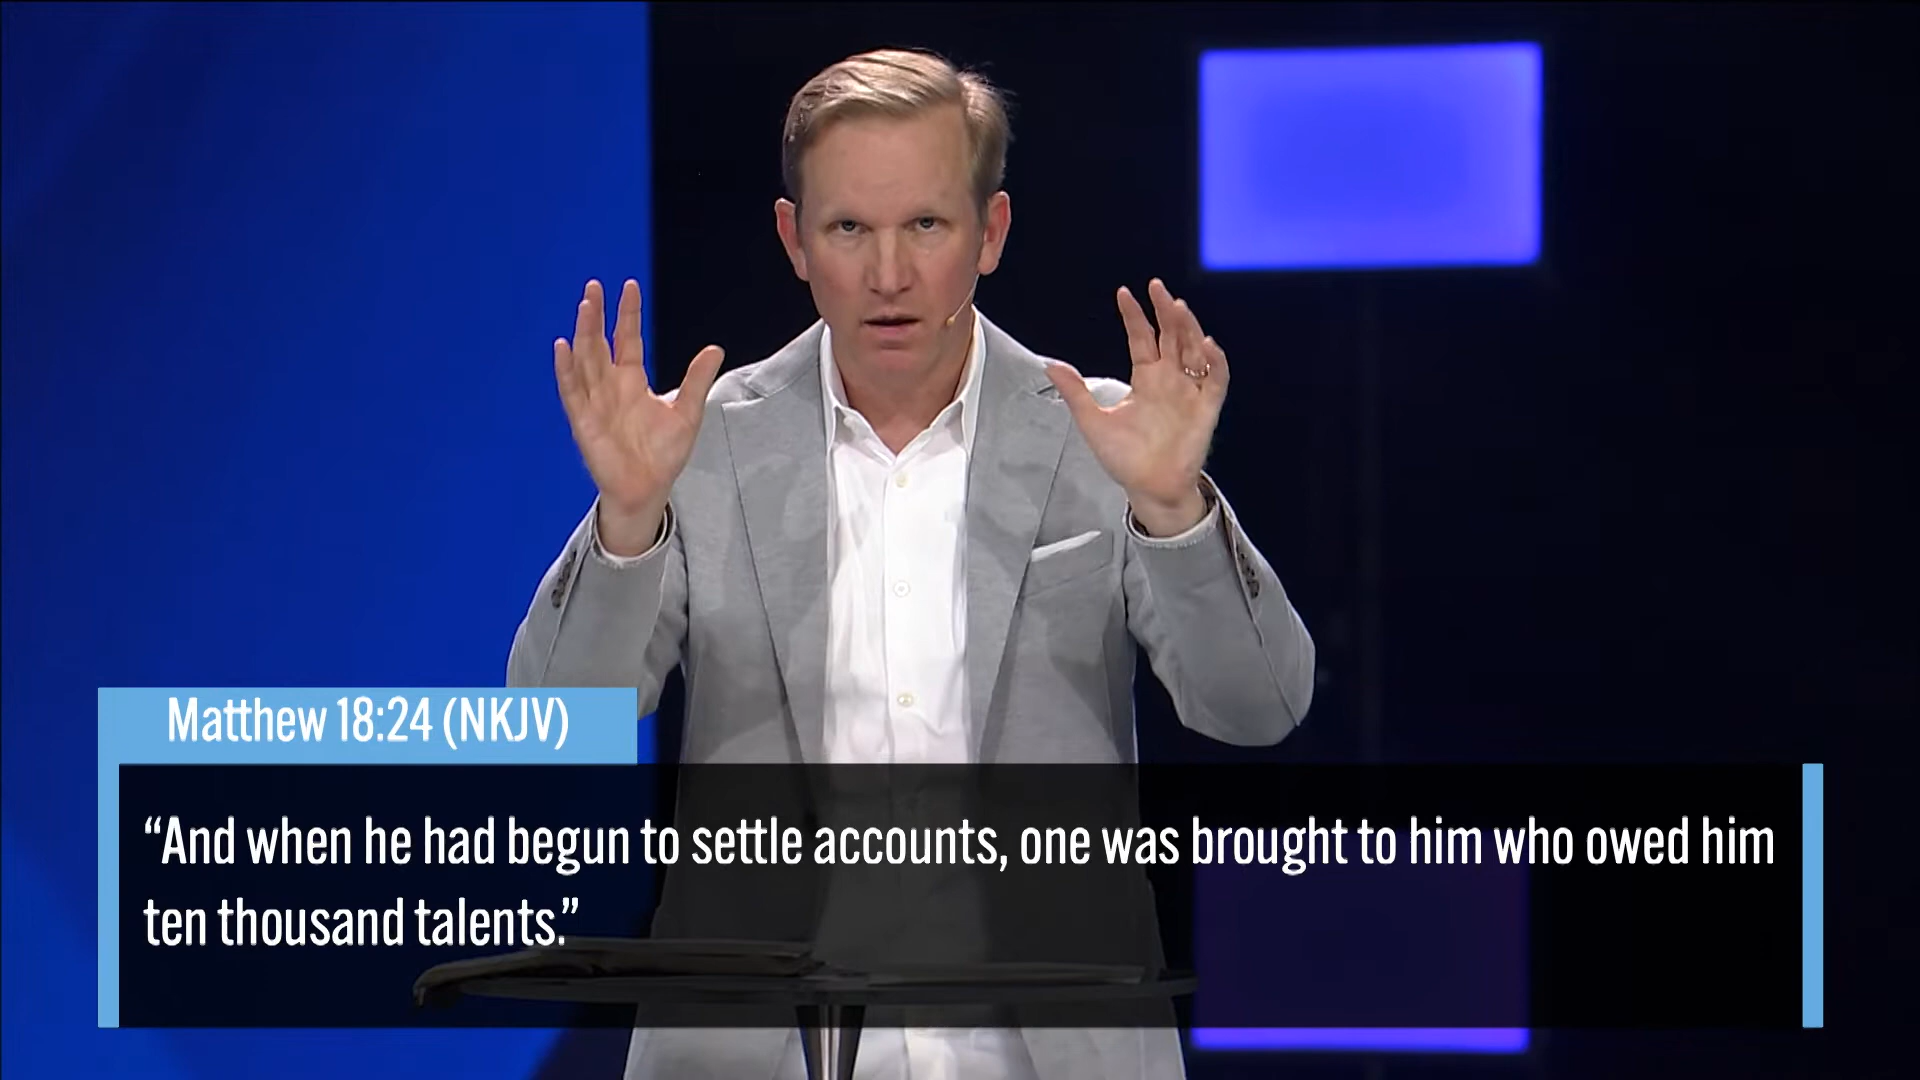 Matthew 18:24 (NKJV)
“And when he had begun to settle accounts, one was brought to him who owed him
ten thousand talents.”